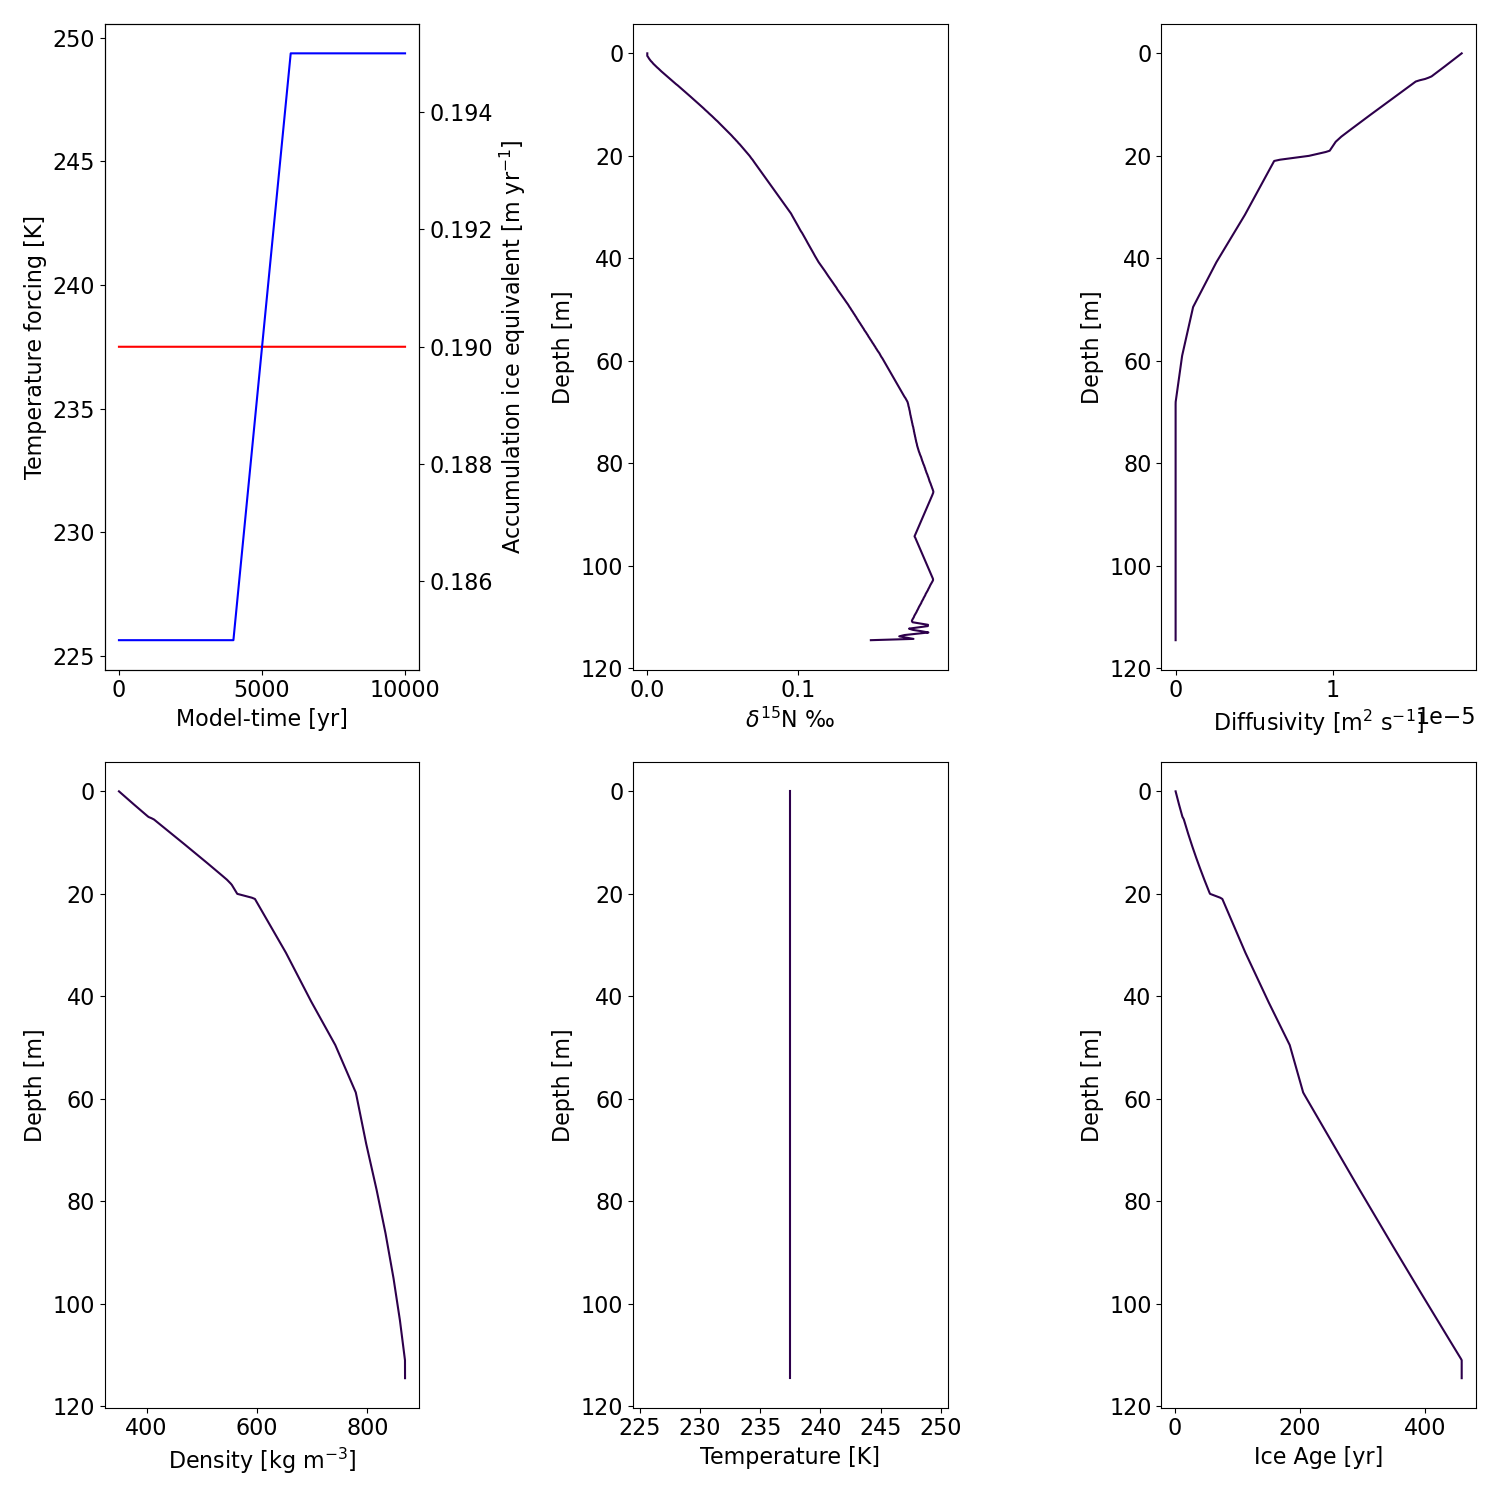 250
245
240
235
230
225
Temperature forcing [K]
0.194
0.192
0.190
0.188
0.186
Accumulation ice equivalent [m yr⁻¹]
0 5000 10000
Model-time [yr]
0
20
40
60
80
100
120
Depth [m]
0.0 0.1
δ¹⁵N ‰
0
20
40
60
80
100
120
Depth [m]
0 1
Diffusivity [m² s⁻¹]
1e−5
0
20
40
60
80
100
120
Depth [m]
400 600 800
Density [kg m⁻³]
0
20
40
60
80
100
120
Depth [m]
225 230 235 240 245 250
Temperature [K]
0
20
40
60
80
100
120
Depth [m]
0 200 400
Ice Age [yr]